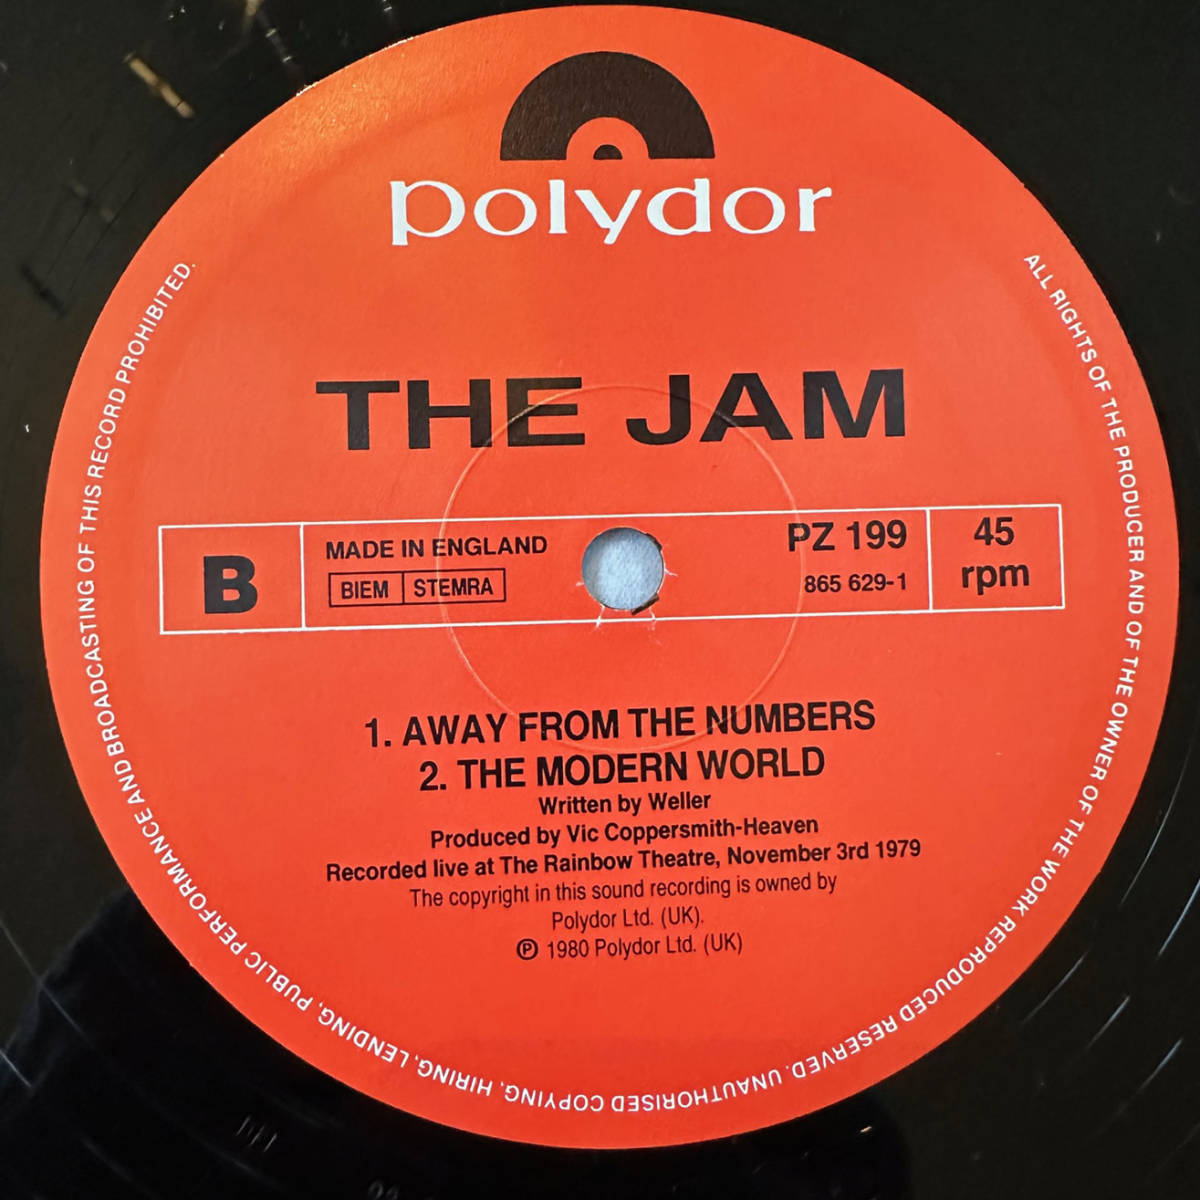 polydor
THE JAM
B
MADE IN ENGLAND
BIEM STEMRA
PZ 199
865 629-1
45
rpm
1. AWAY FROM THE NUMBERS
2. THE MODERN WORLD
Written by Weller
Produced by Vic Coppersmith-Heaven
Recorded live at The Rainbow Theatre, November 3rd 1979
The copyright in this sound recording is owned by
Polydor Ltd. (UK).
℗ 1980 Polydor Ltd. (UK)
ALL RIGHTS OF THE PRODUCER AND OF THE OWNER OF THE WORK REPRODUCED RESERVED. UNAUTHORISED COPYING, HIRING, LENDING, PUBLIC PERFORMANCE AND BROADCASTING OF THIS RECORD PROHIBITED.